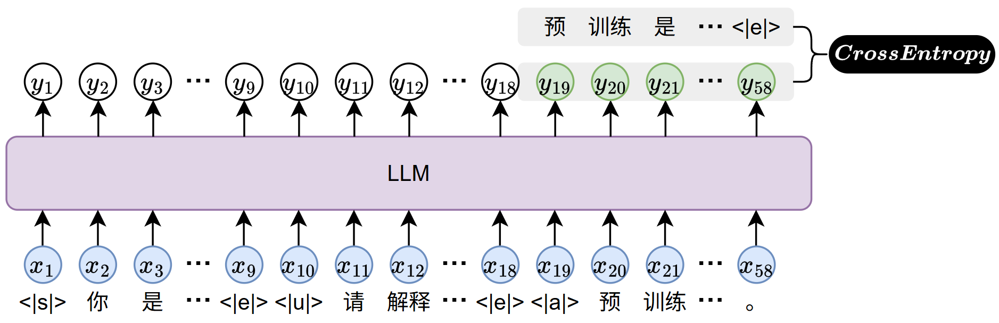 预 训练 是 ··· <|e|>
CrossEntropy
y1 y2 y3 ··· y9 y10 y11 y12 ··· y18 y19 y20 y21 ··· y58
LLM
x1 x2 x3 ··· x9 x10 x11 x12 ··· x18 x19 x20 x21 ··· x58
<|s|> 你 是 ··· <|e|> <|u|> 请 解释 ··· <|e|> <|a|> 预 训练 ··· 。